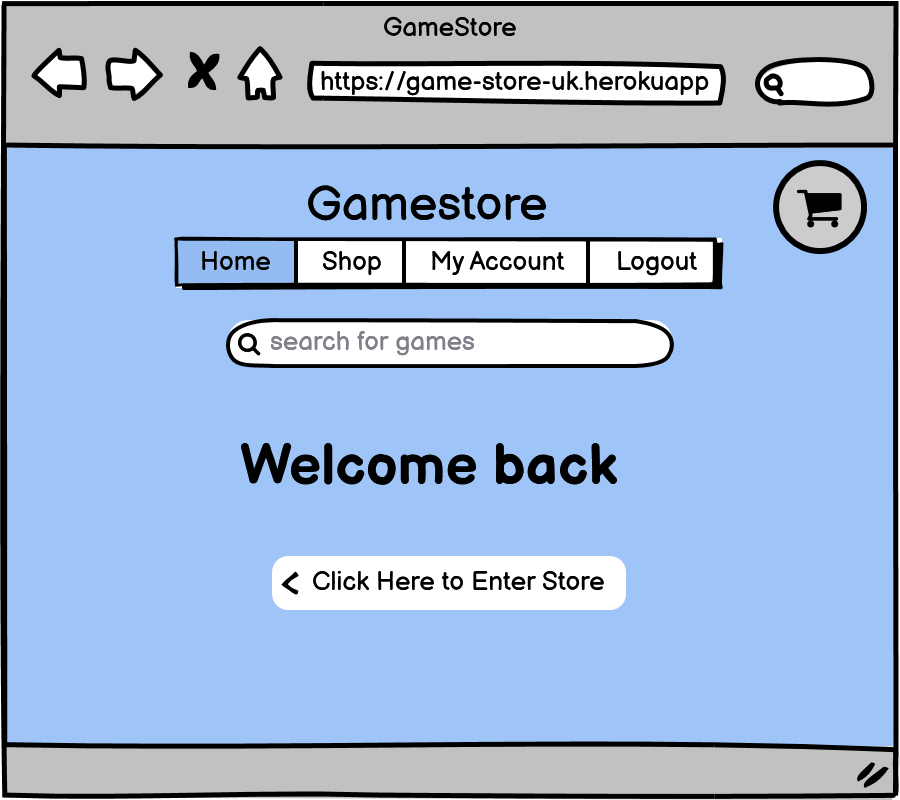 GameStore
https://game-store-uk.herokuapp
Gamestore
Home Shop My Account Logout
search for games
Welcome back
Click Here to Enter Store